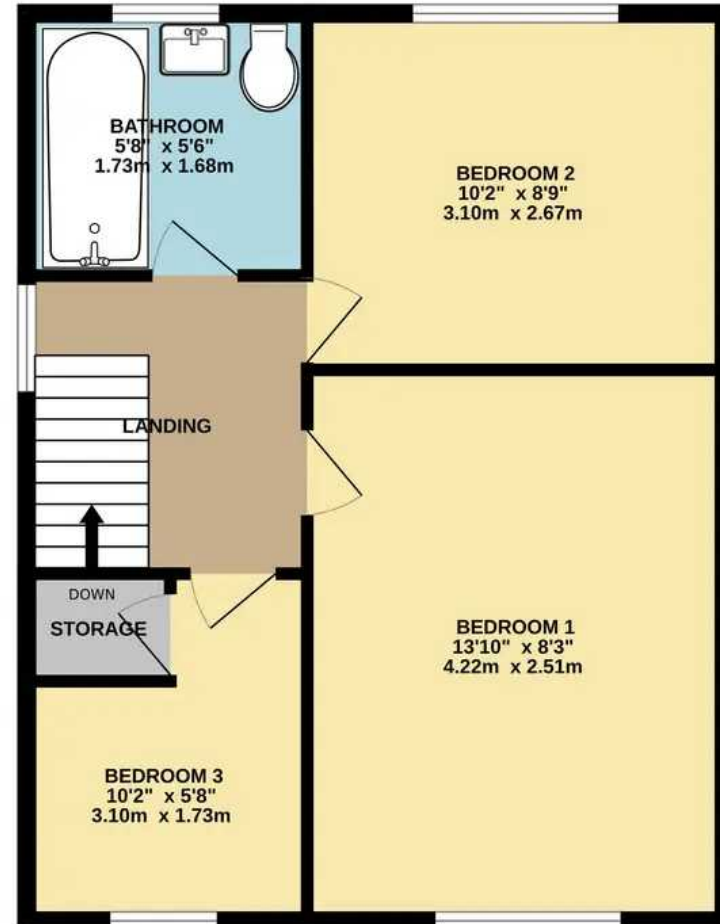 BATHROOM
5'8" x 5'6"
1.73m x 1.68m
BEDROOM 2
10'2" x 8'9"
3.10m x 2.67m
LANDING
DOWN
STORAGE
BEDROOM 1
13'10" x 8'3"
4.22m x 2.51m
BEDROOM 3
10'2" x 5'8"
3.10m x 1.73m